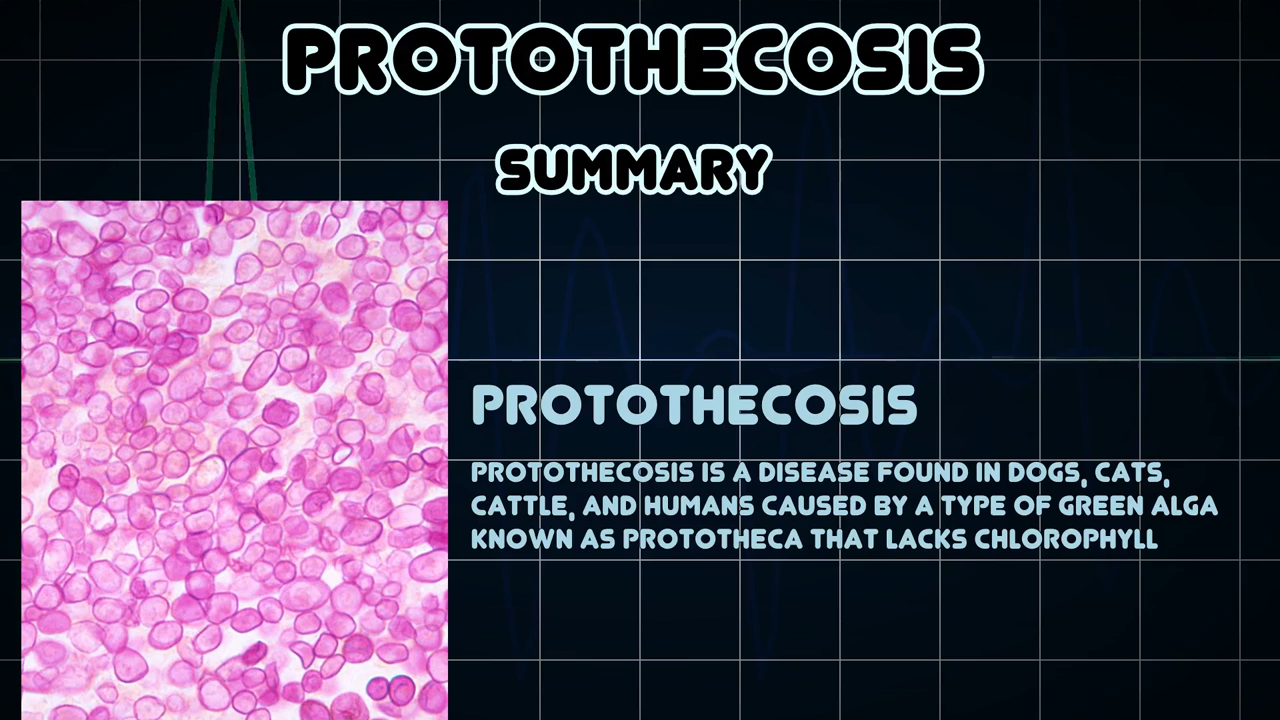 PROTOTHECOSIS
SUMMARY
PROTOTHECOSIS
PROTOTHECOSIS IS A DISEASE FOUND IN DOGS, CATS,
CATTLE, AND HUMANS CAUSED BY A TYPE OF GREEN ALGA
KNOWN AS PROTOTHECA THAT LACKS CHLOROPHYLL